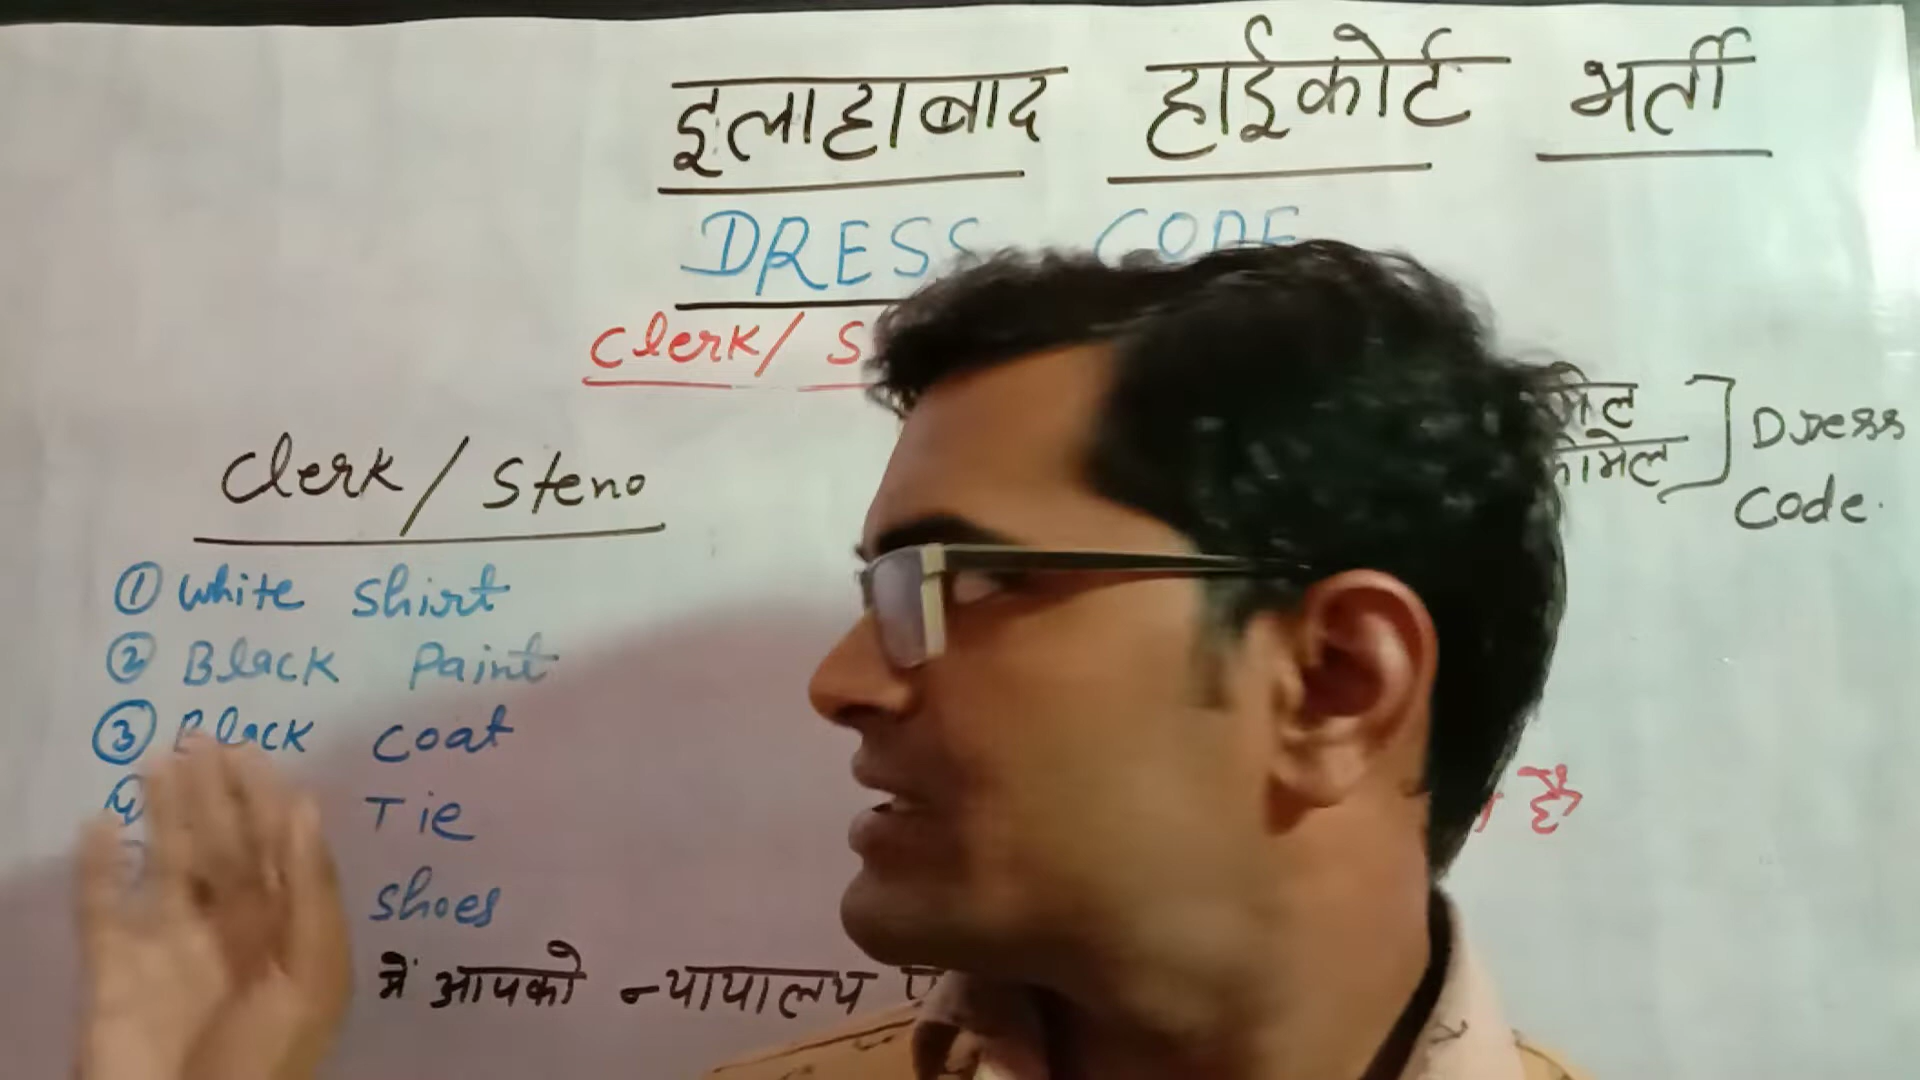 इलाहाबाद हाईकोर्ट भर्ती
DRESS CODE
Clerk/ S
मेल
Dress
Code.
Clerk / Steno
① White Shirt
② Black Paint
③ Black Coat
④ Tie
Shoes
में आपको न्यायालय
है